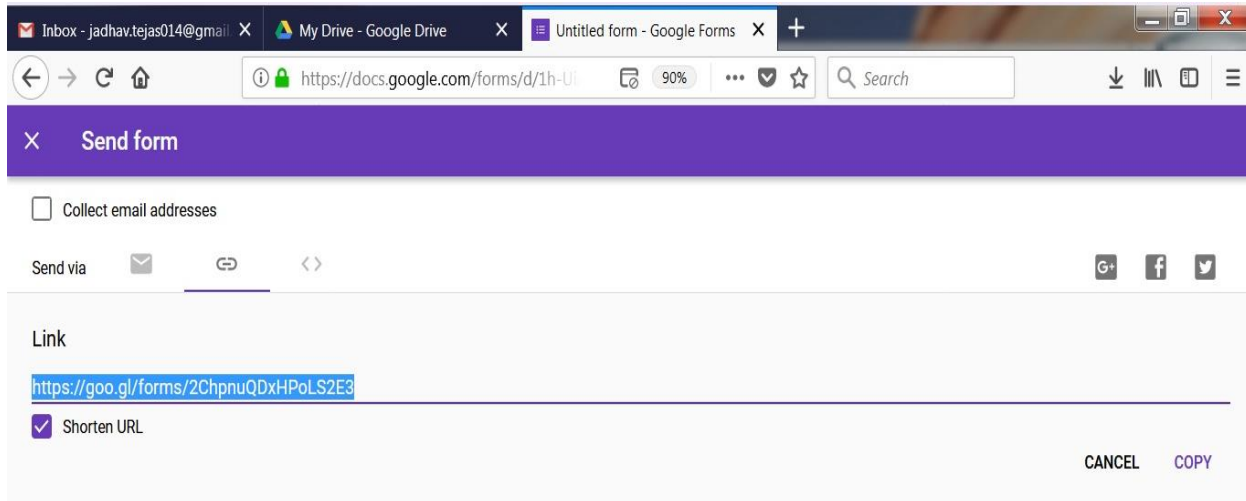 Inbox - jadhav.tejas014@gmail X My Drive - Google Drive X Untitled form - Google Forms X +
https://docs.google.com/forms/d/1h-U 90% ... Search
X Send form
Collect email addresses
Send via G+ f
Link
https://goo.gl/forms/2ChpnuQDxHPoLS2E3
Shorten URL
CANCEL COPY